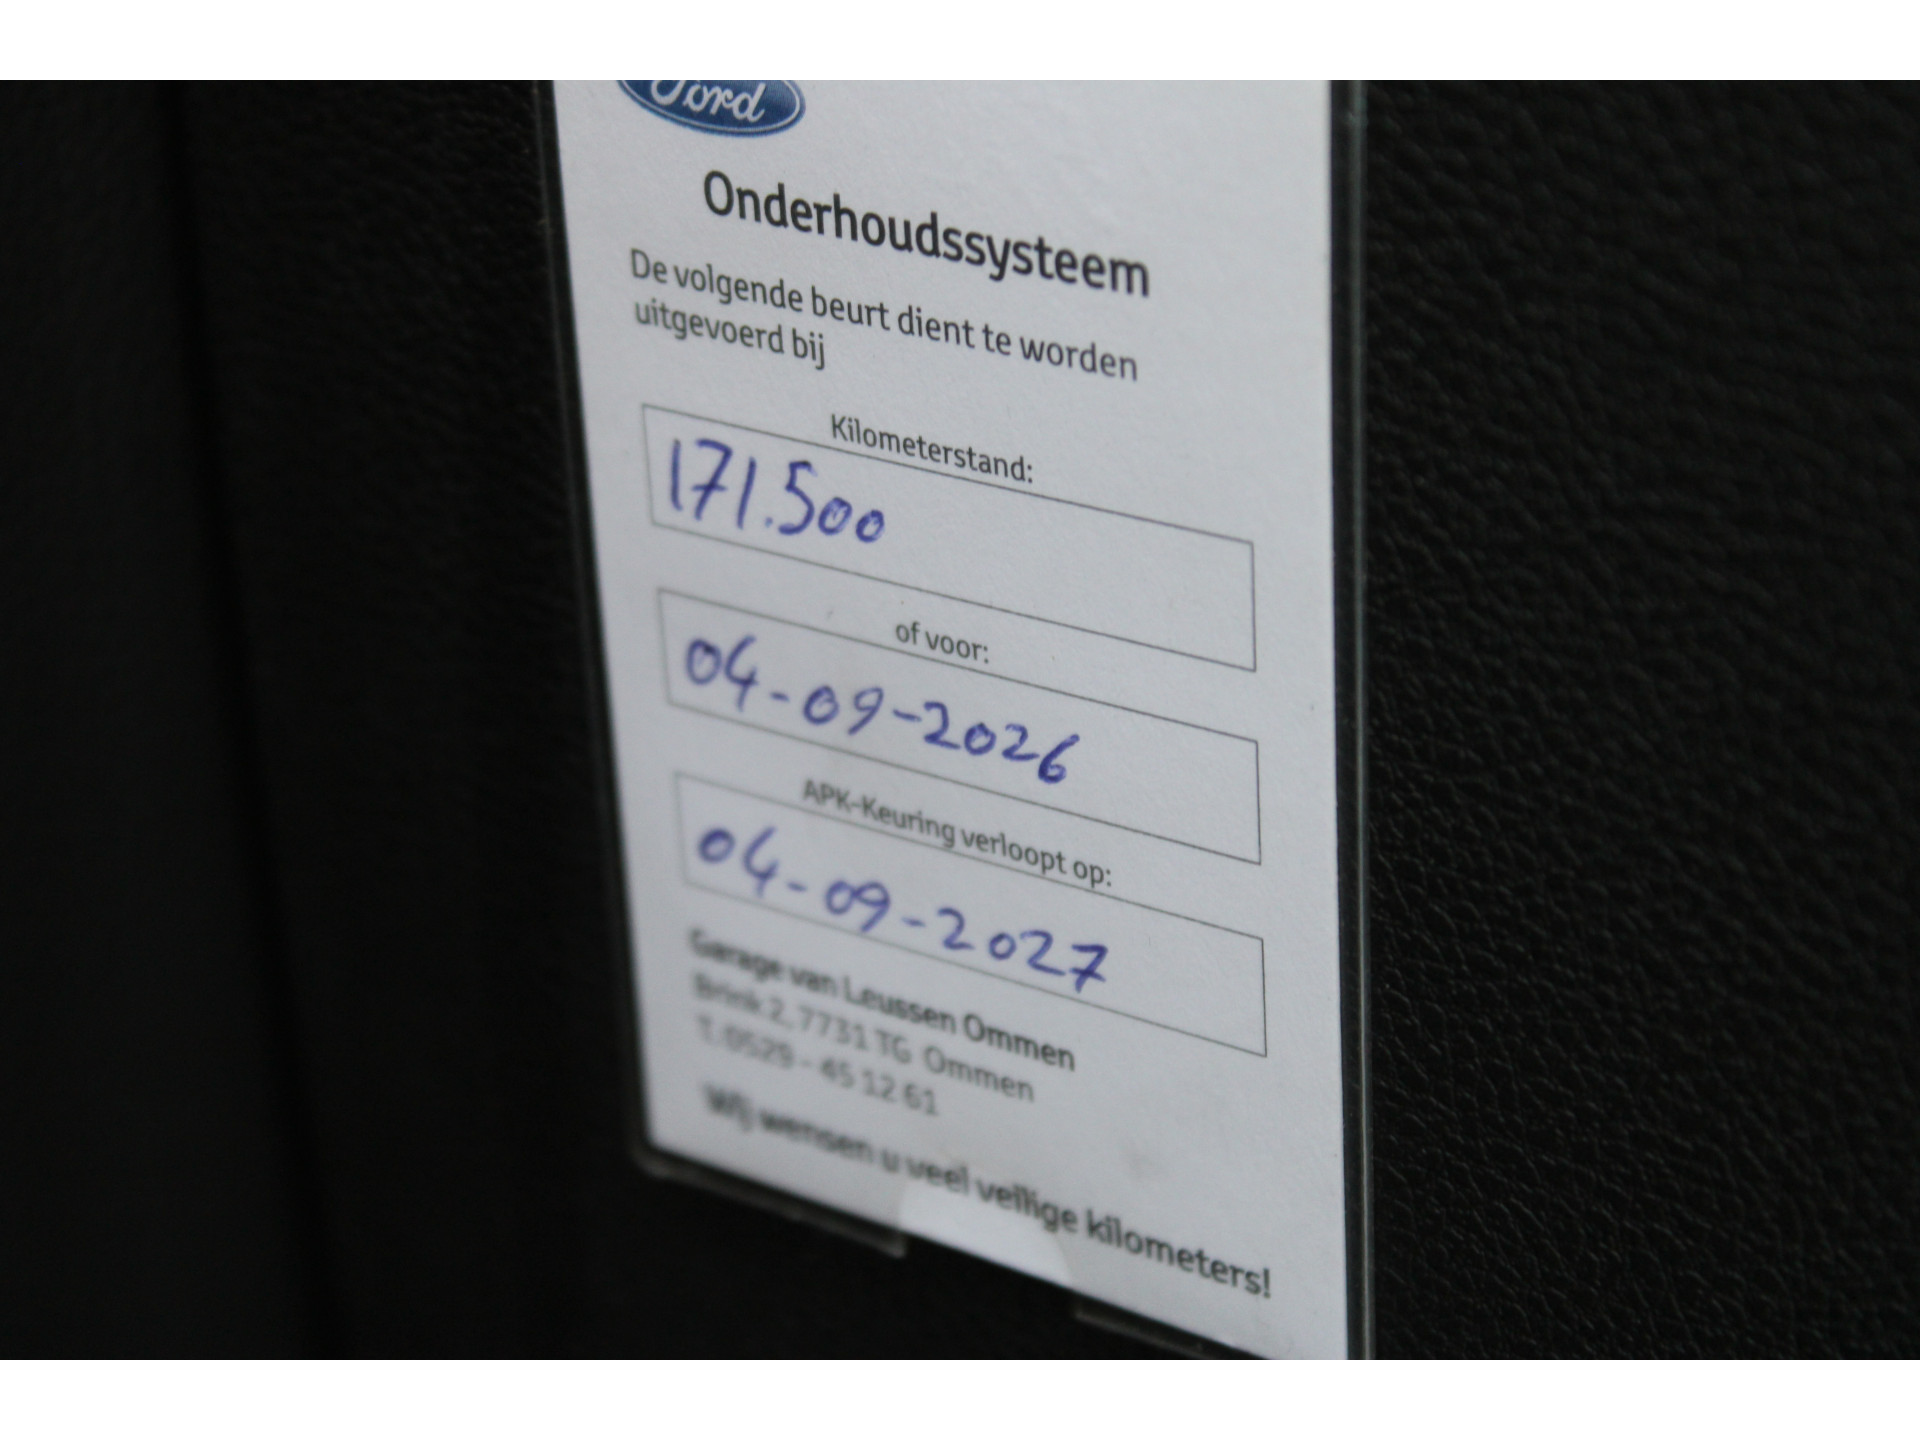 Ford
Onderhoudssysteem
De volgende beurt dient te worden
uitgevoerd bij
Kilometerstand:
171.500
of voor:
04-09-2026
APK-Keuring verloopt op:
04-09-2027
Garage van Leussen Ommen
Brink 2, 7731 TG Ommen
T. 0529 - 45 12 61
Wij wensen u veel veilige kilometers!